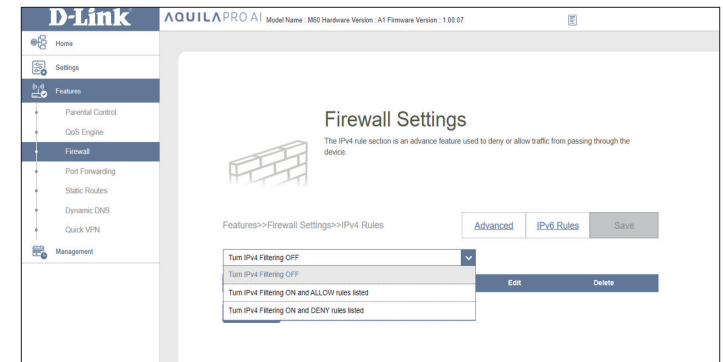 D-Link
AQUILA PRO AI Model Name : M60 Hardware Version : A1 Firmware Version : 1.00.07
Home
Settings
Features
Parental Control
QoS Engine
Firewall
Port Forwarding
Static Routes
Dynamic DNS
Quick VPN
Management
Firewall Settings
The IPv4 rule section is an advance feature used to deny or allow traffic from passing through the
device.
Features>>Firewall Settings>>IPv4 Rules
Advanced
IPv6 Rules
Save
Turn IPv4 Filtering OFF
Turn IPv4 Filtering OFF
Edit
Delete
Turn IPv4 Filtering ON and ALLOW rules listed
Turn IPv4 Filtering ON and DENY rules listed